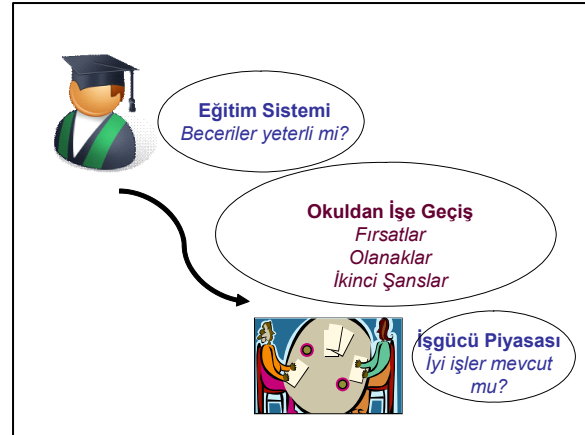 Eğitim Sistemi
Beceriler yeterli mi?
Okuldan İşe Geçiş
Fırsatlar
Olanaklar
İkinci Şanslar
İşgücü Piyasası
İyi işler mevcut
mu?